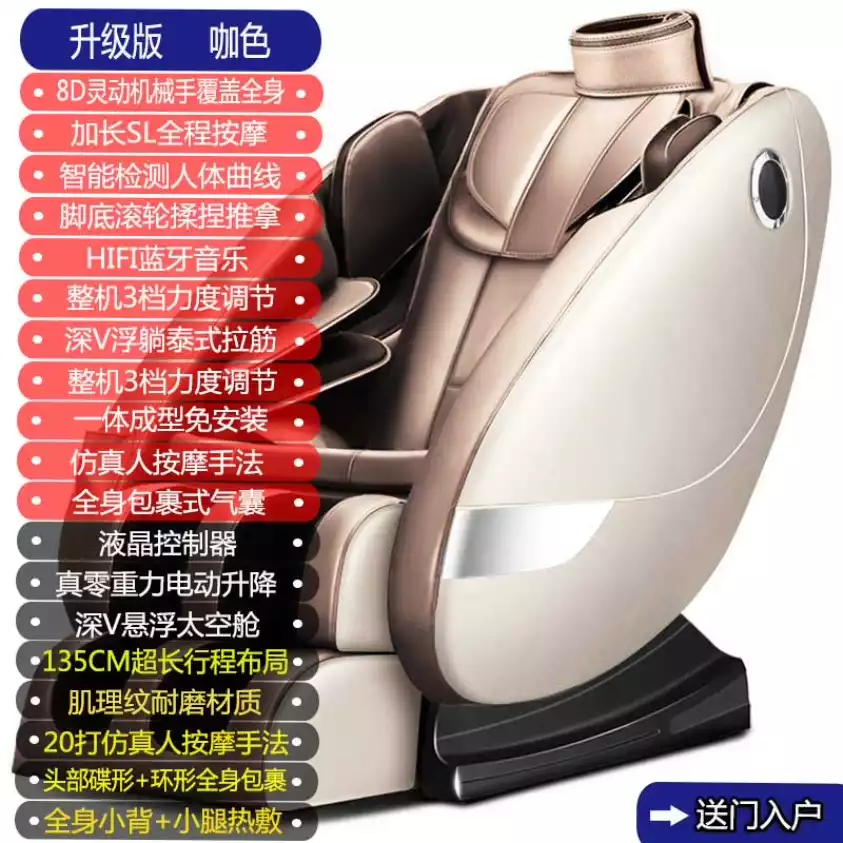 升级版 咖色
8D灵动机械手覆盖全身
加长SL全程按摩
智能检测人体曲线
脚底滚轮揉捏推拿
HIFI蓝牙音乐
整机3档力度调节
深V浮躺泰式拉筋
整机3档力度调节
一体成型免安装
仿真人按摩手法
全身包裹式气囊
液晶控制器
真零重力电动升降
深V悬浮太空舱
135CM超长行程布局
肌理纹耐磨材质
20打仿真人按摩手法
头部碟形+环形全身包裹
全身小背+小腿热敷
送门入户